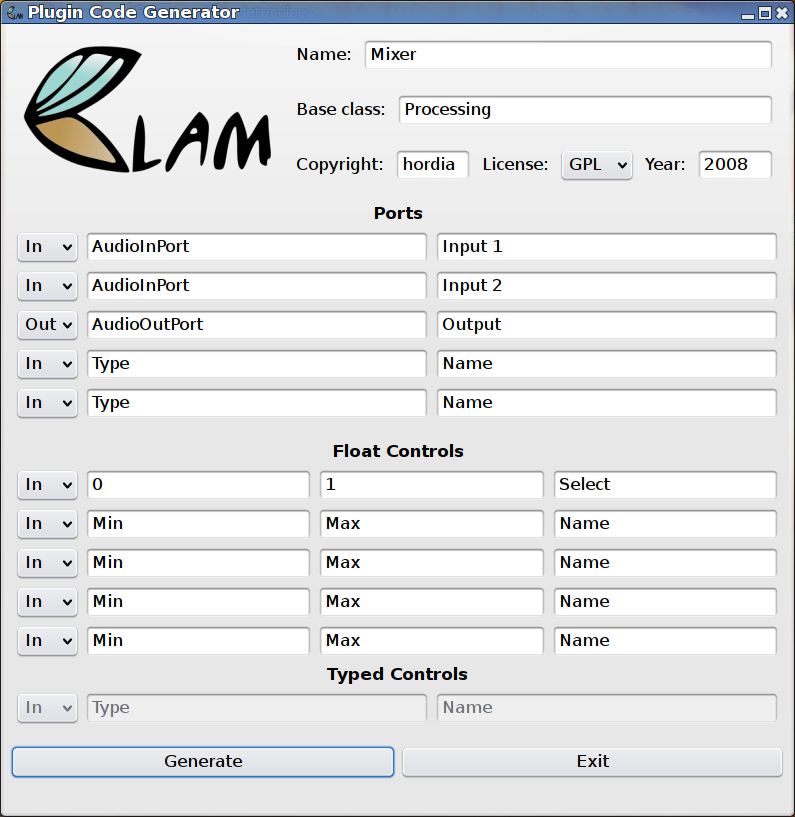 Plugin Code Generator
CLAM
Name: Mixer
Base class: Processing
Copyright: hordia License: GPL Year: 2008
Ports
In AudioInPort Input 1
In AudioInPort Input 2
Out AudioOutPort Output
In Type Name
In Type Name
Float Controls
In 0 1 Select
In Min Max Name
In Min Max Name
In Min Max Name
In Min Max Name
Typed Controls
In Type Name
Generate Exit